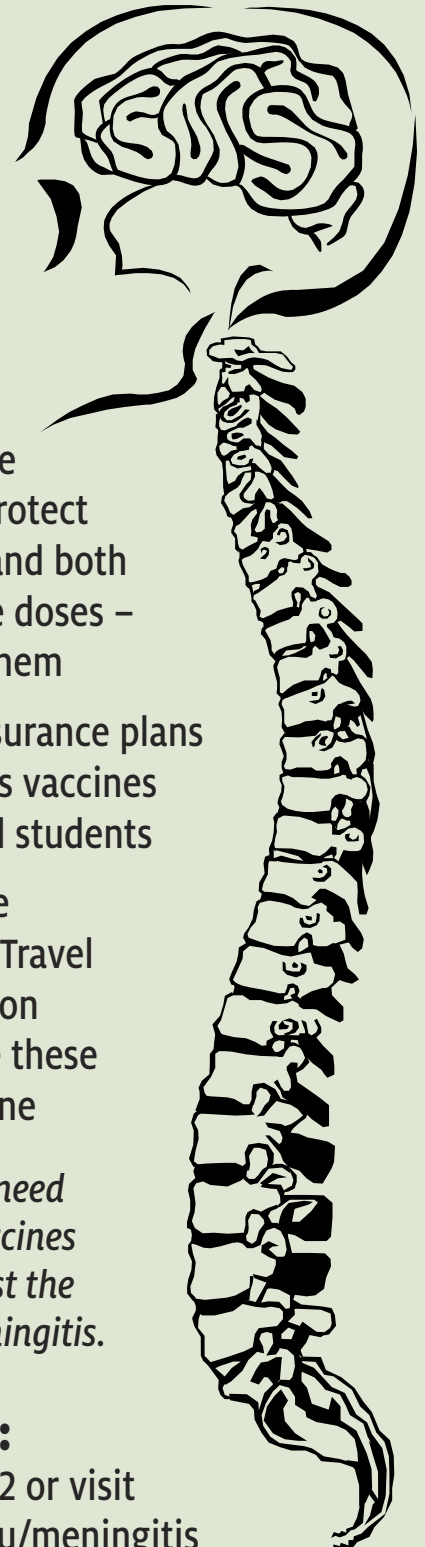 e
rotect
and both
e doses –
hem
surance plans
s vaccines
l students
e
Travel
on
e these
ne
need
ccines
st the
ningitis.
:
2 or visit
u/meningitis